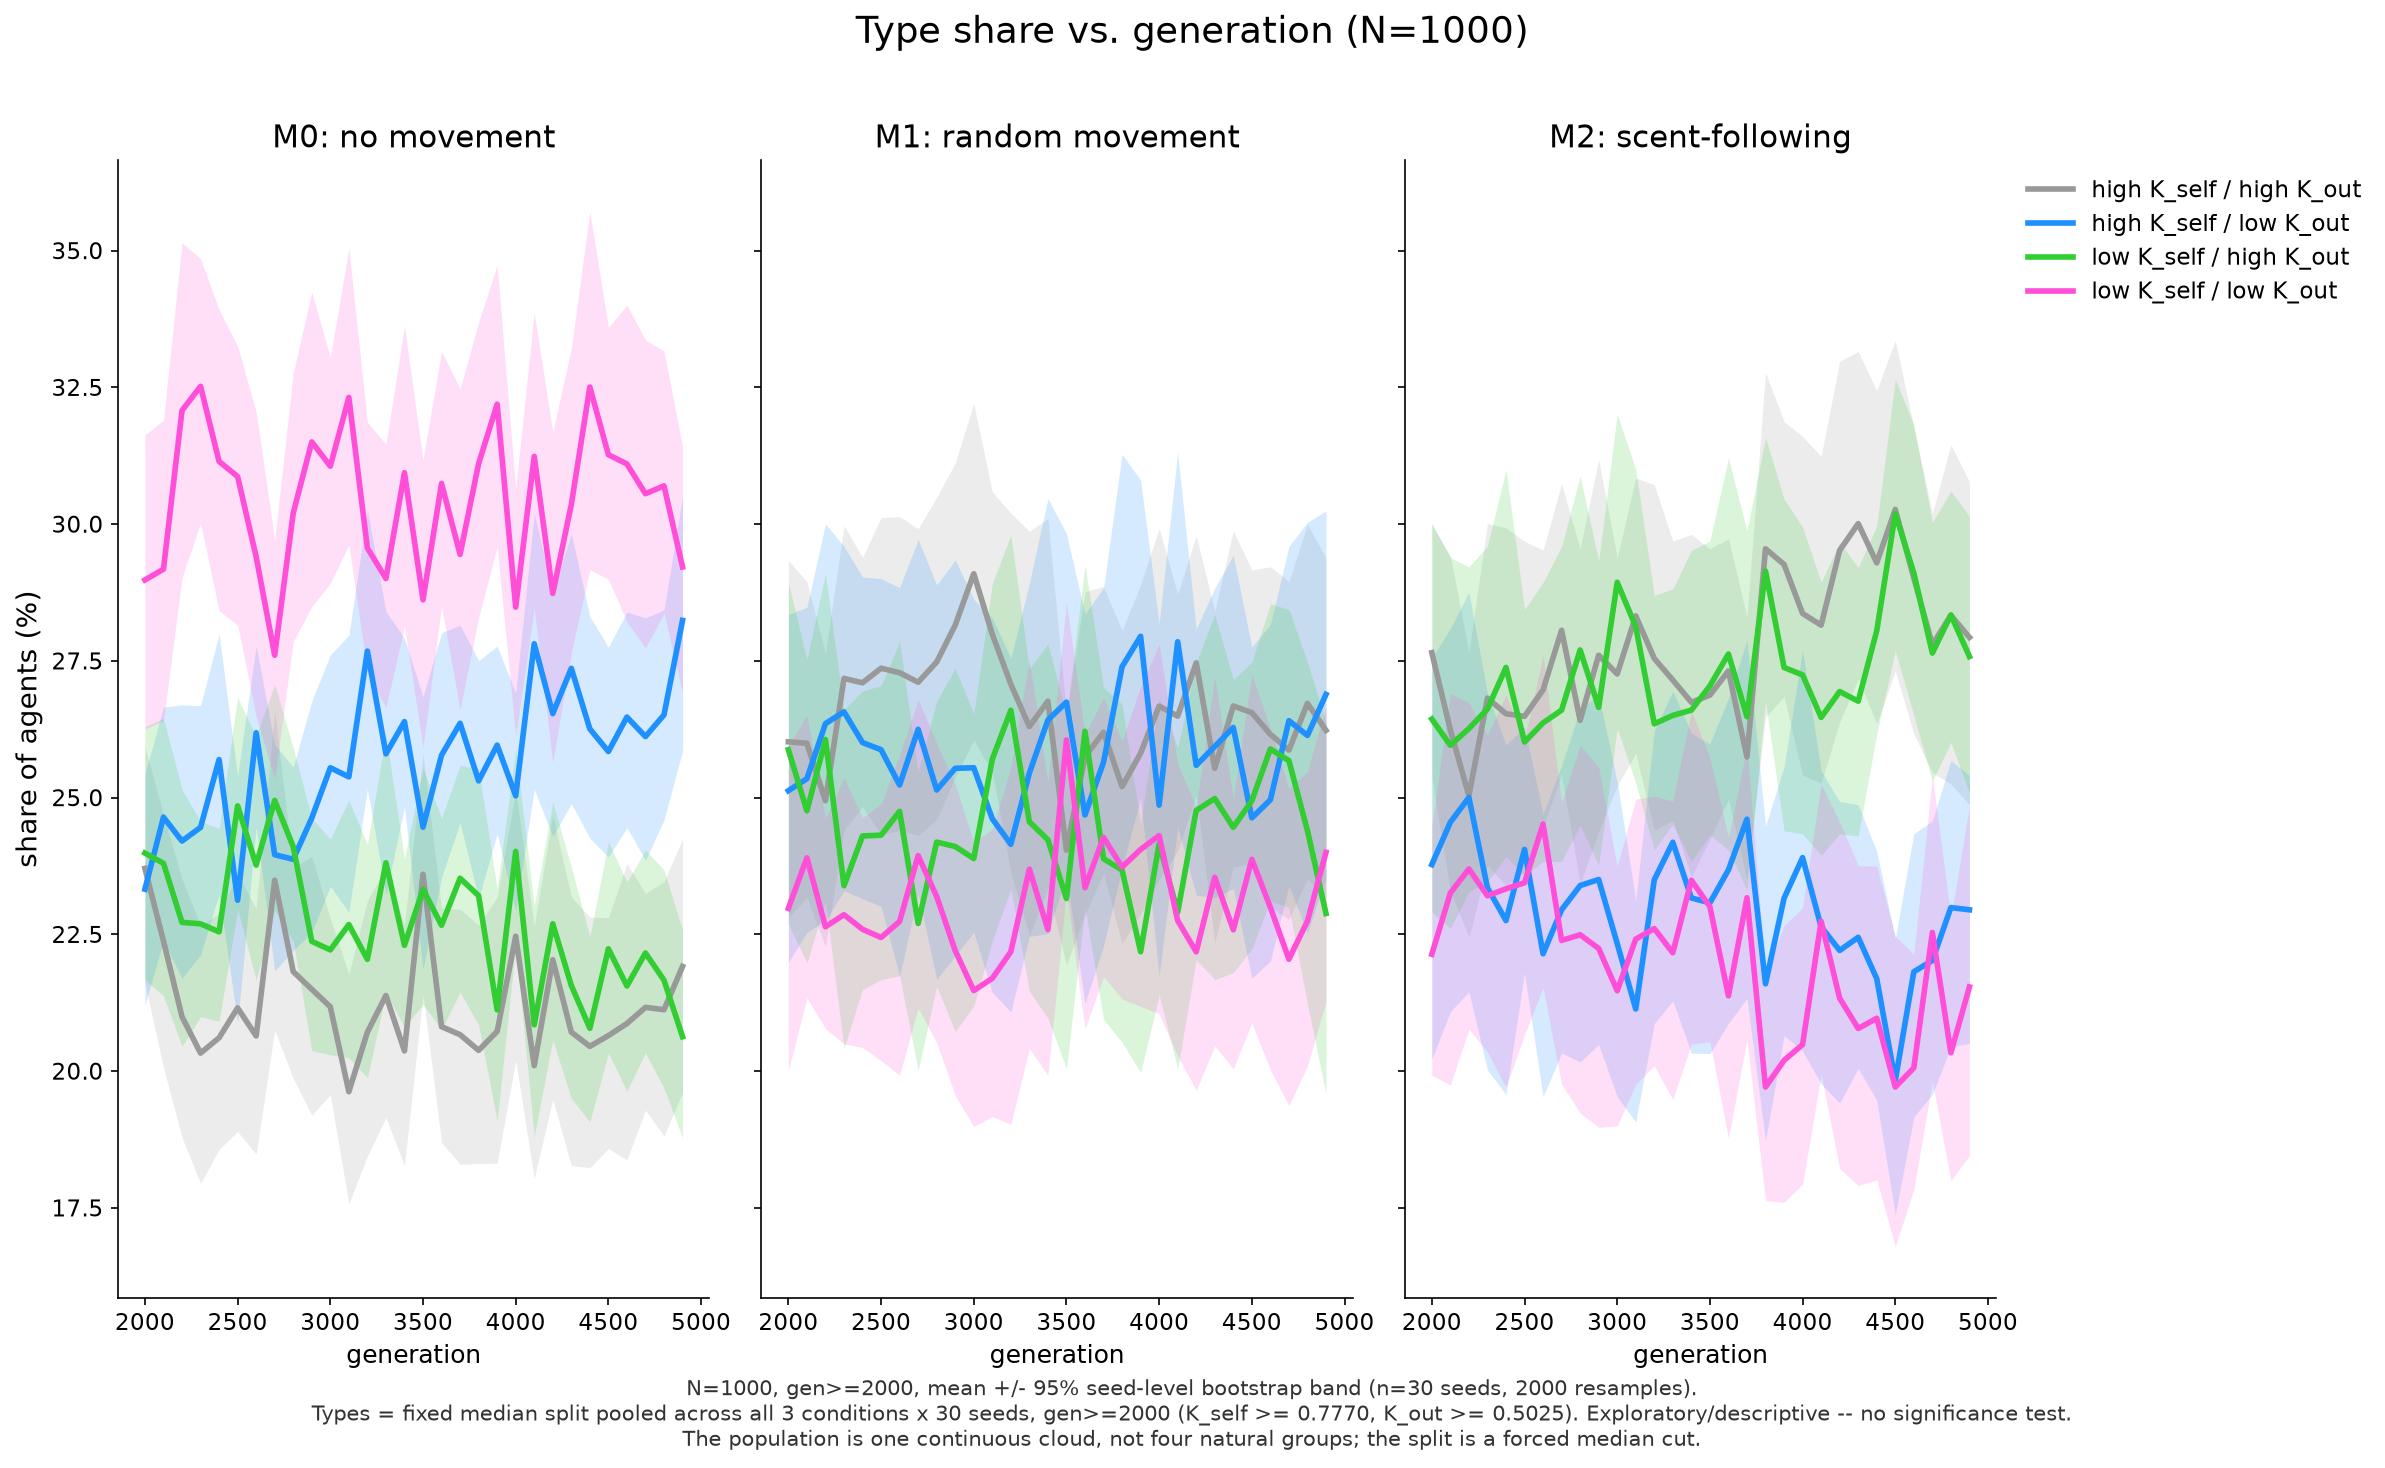 Type share vs. generation (N=1000)
M0: no movement
M1: random movement
M2: scent-following
high K_self / high K_out
high K_self / low K_out
low K_self / high K_out
low K_self / low K_out
share of agents (%)
35.0
32.5
30.0
27.5
25.0
22.5
20.0
17.5
2000 2500 3000 3500 4000 4500 5000
2000 2500 3000 3500 4000 4500 5000
2000 2500 3000 3500 4000 4500 5000
generation
generation
generation
N=1000, gen>=2000, mean +/- 95% seed-level bootstrap band (n=30 seeds, 2000 resamples).
Types = fixed median split pooled across all 3 conditions x 30 seeds, gen>=2000 (K_self >= 0.7770, K_out >= 0.5025). Exploratory/descriptive -- no significance test.
The population is one continuous cloud, not four natural groups; the split is a forced median cut.